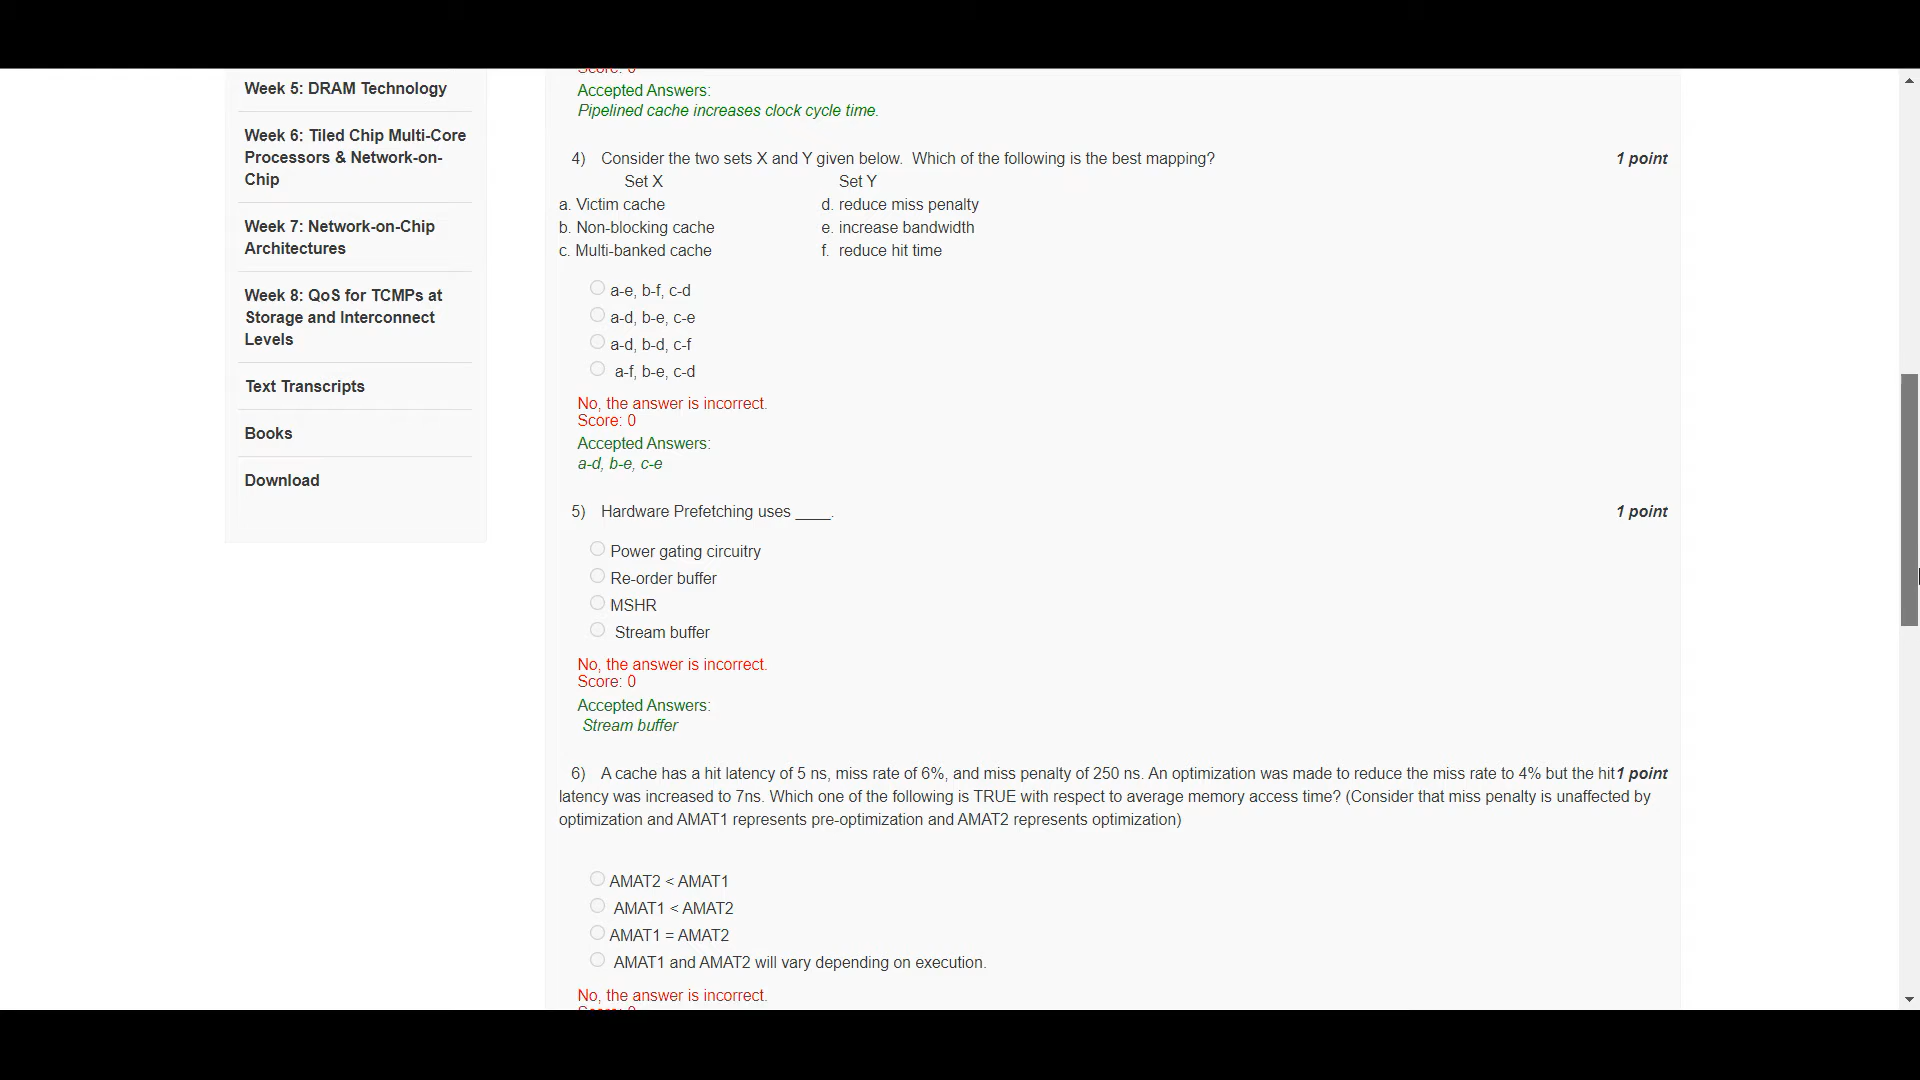 Week 5: DRAM Technology
Week 6: Tiled Chip Multi-Core
Processors & Network-on-
Chip
Week 7: Network-on-Chip
Architectures
Week 8: QoS for TCMPs at
Storage and Interconnect
Levels
Text Transcripts
Books
Download
Score: 0
Accepted Answers:
Pipelined cache increases clock cycle time.
4) Consider the two sets X and Y given below. Which of the following is the best mapping? 1 point
Set X Set Y
a. Victim cache d. reduce miss penalty
b. Non-blocking cache e. increase bandwidth
c. Multi-banked cache f. reduce hit time
a-e, b-f, c-d
a-d, b-e, c-e
a-d, b-d, c-f
a-f, b-e, c-d
No, the answer is incorrect.
Score: 0
Accepted Answers:
a-d, b-e, c-e
5) Hardware Prefetching uses ____. 1 point
Power gating circuitry
Re-order buffer
MSHR
Stream buffer
No, the answer is incorrect.
Score: 0
Accepted Answers:
Stream buffer
6) A cache has a hit latency of 5 ns, miss rate of 6%, and miss penalty of 250 ns. An optimization was made to reduce the miss rate to 4% but the hit 1 point
latency was increased to 7ns. Which one of the following is TRUE with respect to average memory access time? (Consider that miss penalty is unaffected by
optimization and AMAT1 represents pre-optimization and AMAT2 represents optimization)
AMAT2 < AMAT1
AMAT1 < AMAT2
AMAT1 = AMAT2
AMAT1 and AMAT2 will vary depending on execution.
No, the answer is incorrect.
Score: 0